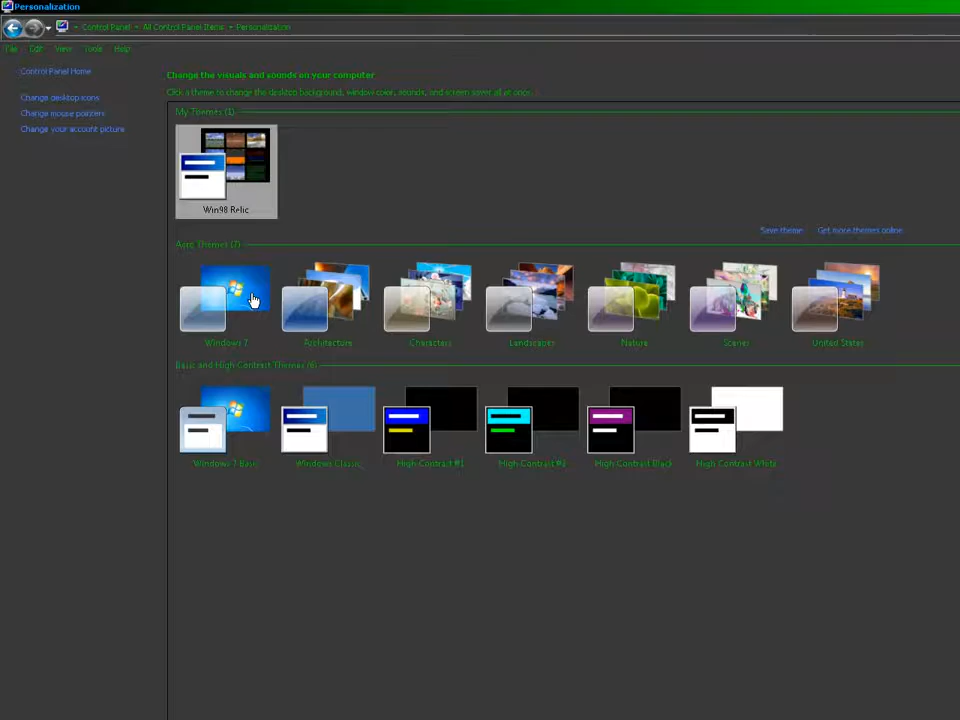 Personalization
Control Panel • All Control Panel Items • Personalization
File Edit View Tools Help
Control Panel Home
Change desktop icons
Change mouse pointers
Change your account picture
Change the visuals and sounds on your computer
Click a theme to change the desktop background, window color, sounds, and screen saver all at once.
My Themes (1)
Win98 Relic
Save theme Get more themes online
Aero Themes (7)
Windows 7 Architecture Characters Landscapes Nature Scenes United States
Basic and High Contrast Themes (6)
Windows 7 Basic Windows Classic High Contrast #1 High Contrast #2 High Contrast Black High Contrast White